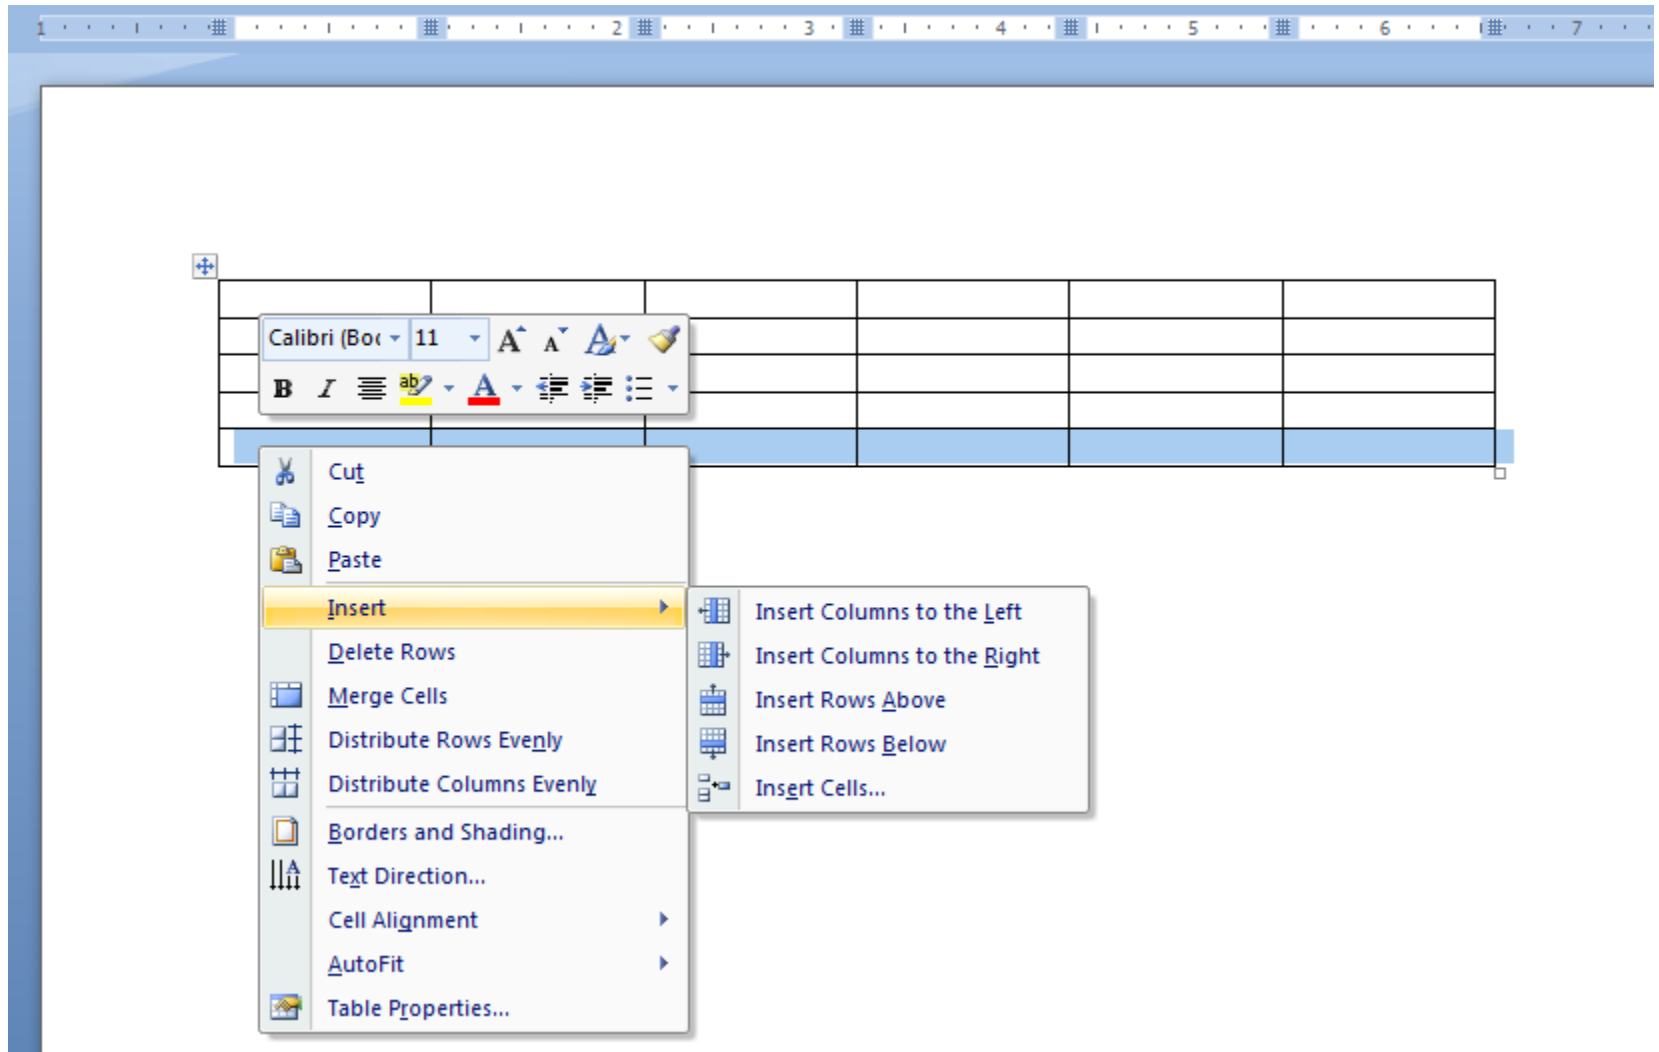 1 2 3 4 5 6 7
Calibri (Boc 11 A A A
B I ab A
Cut
Copy
Paste
Insert
Delete Rows
Merge Cells
Distribute Rows Evenly
Distribute Columns Evenly
Borders and Shading...
Text Direction...
Cell Alignment
AutoFit
Table Properties...
Insert Columns to the Left
Insert Columns to the Right
Insert Rows Above
Insert Rows Below
Insert Cells...